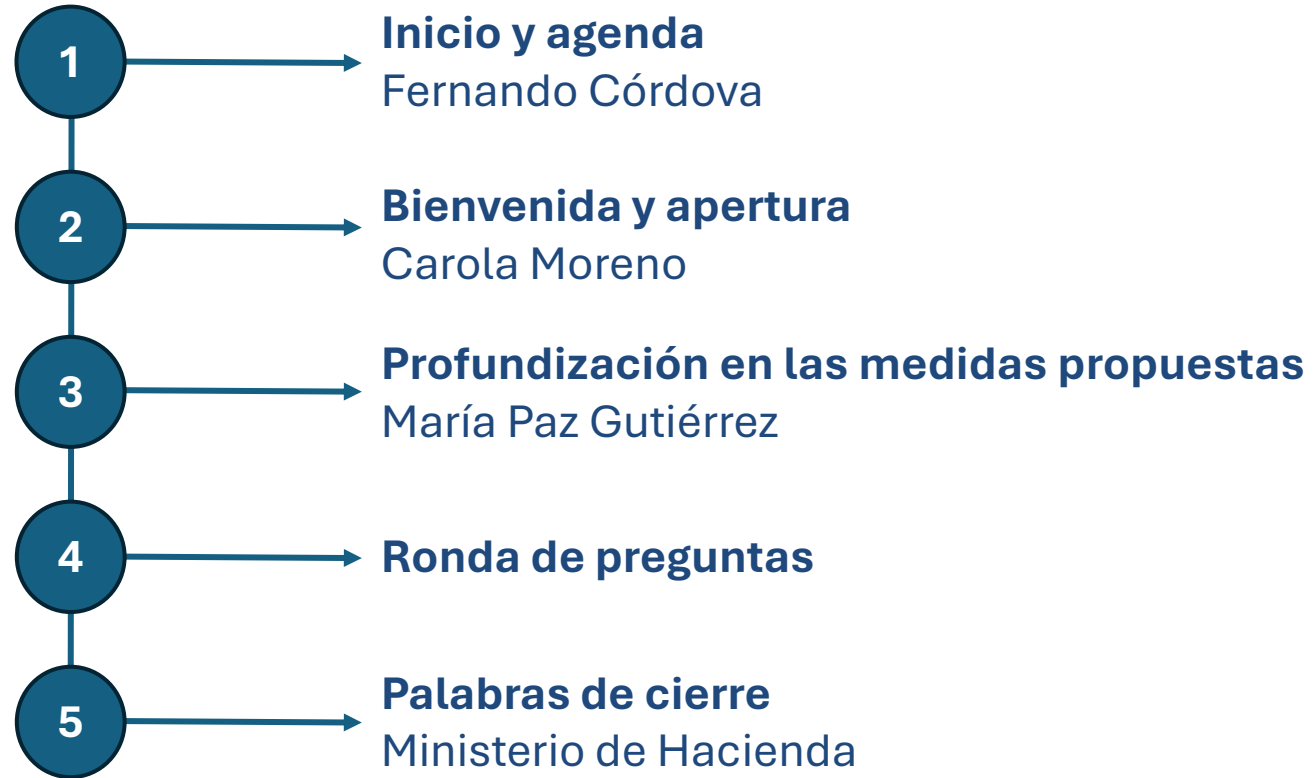 1
Inicio y agenda
Fernando Córdova
2
Bienvenida y apertura
Carola Moreno
3
Profundización en las medidas propuestas
María Paz Gutiérrez
4
Ronda de preguntas
5
Palabras de cierre
Ministerio de Hacienda